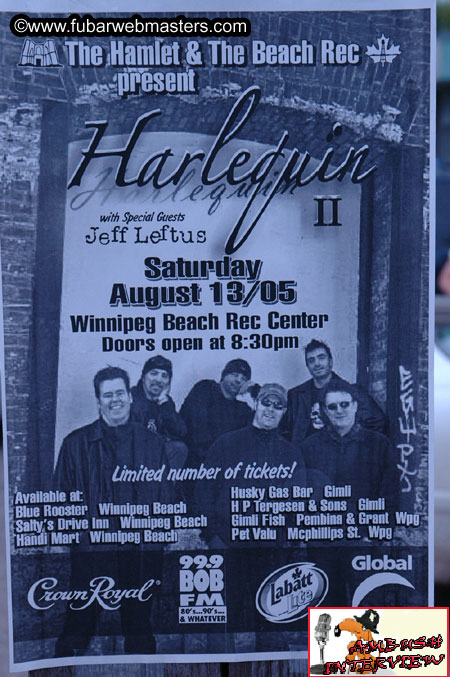 ©www.fubarwebmasters.com
The Hamlet & The Beach Rec
present
Harlequin
II
with Special Guests
Jeff Leftus
Saturday
August 13/05
Winnipeg Beach Rec Center
Doors open at 8:30pm
Limited number of tickets!
Available at:
Blue Rooster Winnipeg Beach
Salty's Drive Inn Winnipeg Beach
Handi Mart Winnipeg Beach
Husky Gas Bar Gimli
H P Tergesen & Sons Gimli
Gimli Fish Pembina & Grant Wpg
Pet Valu Mcphillips St. Wpg
Crown Royal
99.9
BOB
FM
80's...90's...
& WHATEVER
Labatt
Lite
Global
INTERVIEW